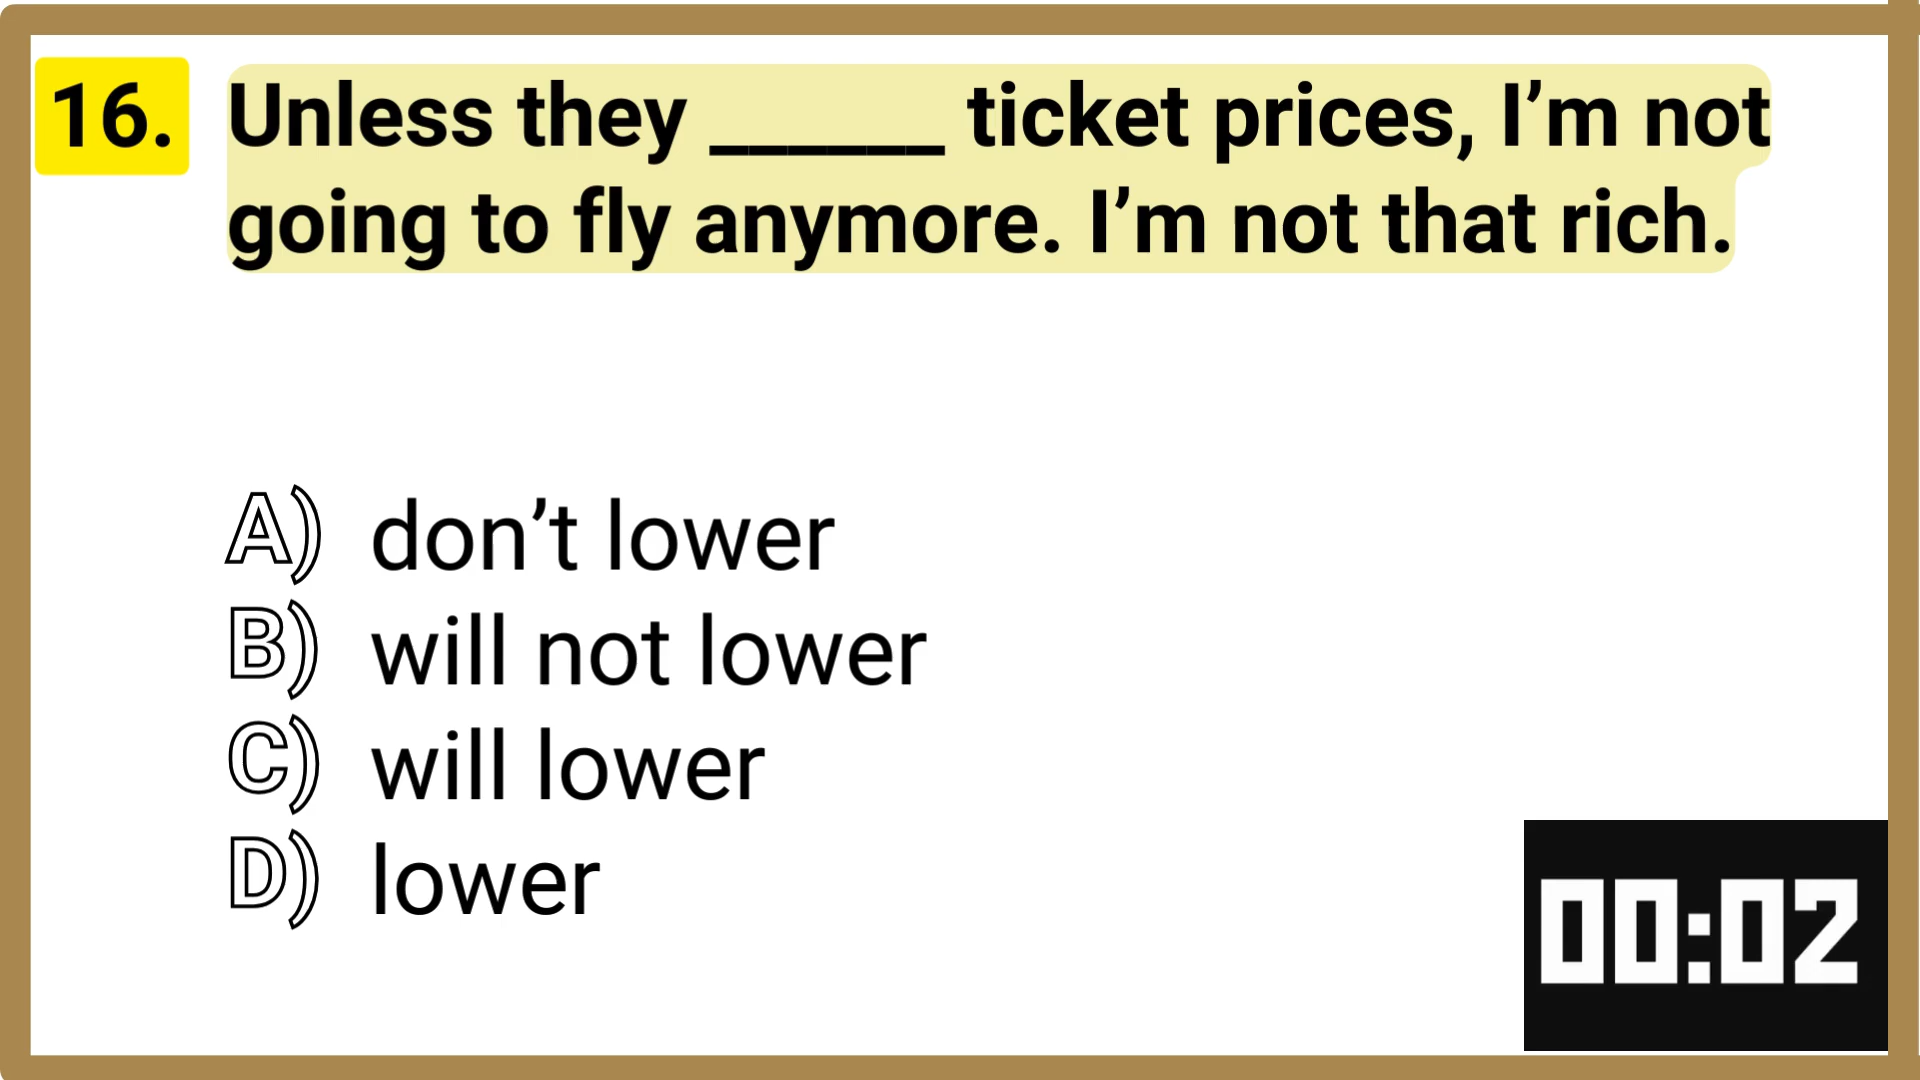 16. Unless they ______ ticket prices, I’m not
going to fly anymore. I’m not that rich.
A) don’t lower
B) will not lower
C) will lower
D) lower
00:02